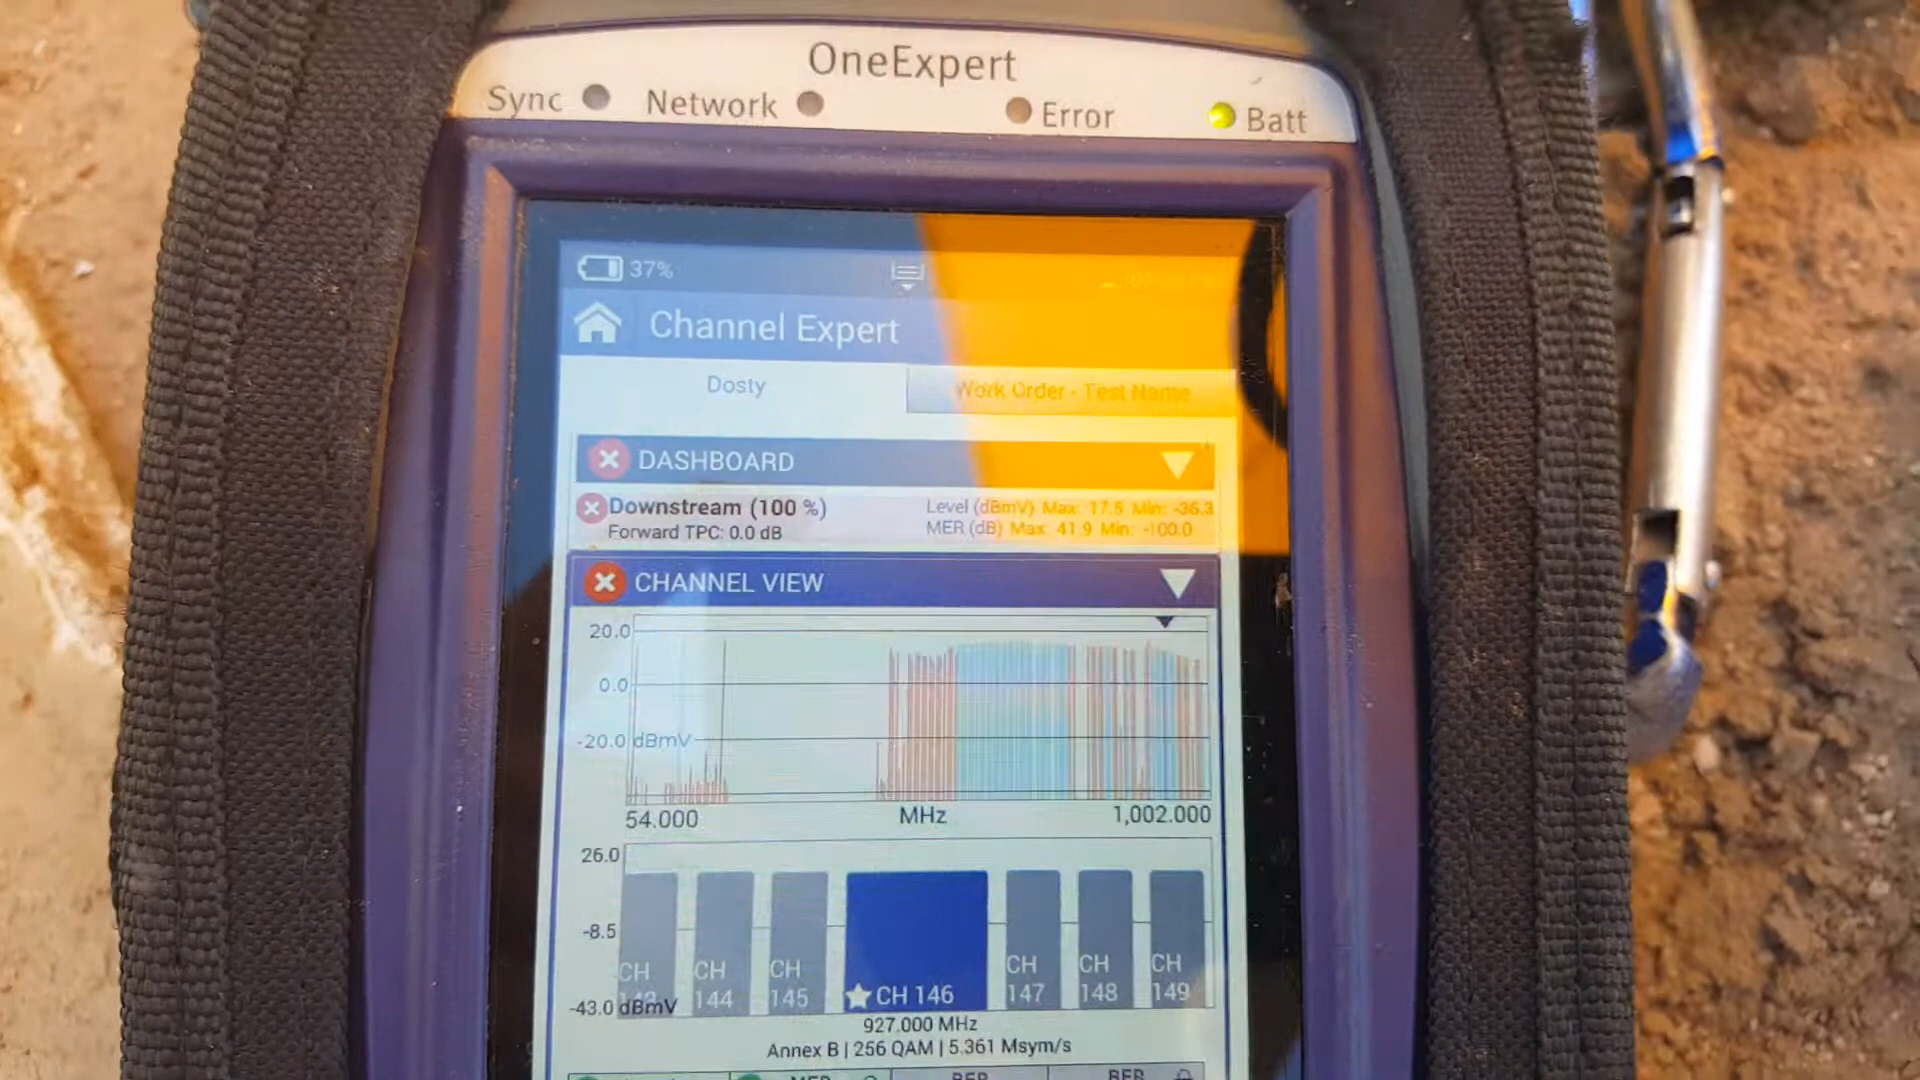 OneExpert
Sync Network Error Batt
37%
Channel Expert
Dosty Work Order - Test Name
DASHBOARD
Downstream (100 %) Level (dBmV) Max: 17.5 Min: -36.3
Forward TPC: 0.0 dB MER (dB) Max: 41.9 Min: -100.0
CHANNEL VIEW
20.0
0.0
-20.0 dBmV
54.000 MHz 1,002.000
26.0
-8.5
CH CH CH CH CH CH
144 145 CH 146 147 148 149
-43.0 dBmV
927.000 MHz
Annex B | 256 QAM | 5.361 Msym/s
MER BER BER